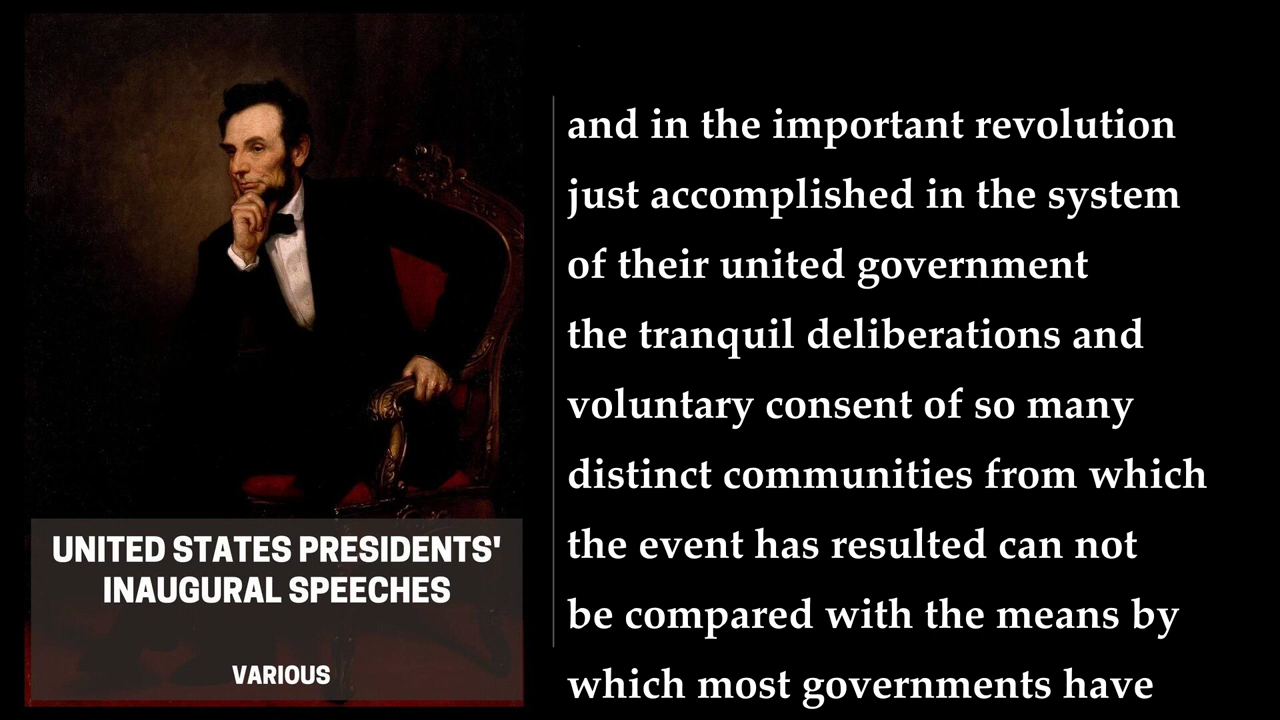 UNITED STATES PRESIDENTS'
INAUGURAL SPEECHES
VARIOUS
and in the important revolution
just accomplished in the system
of their united government
the tranquil deliberations and
voluntary consent of so many
distinct communities from which
the event has resulted can not
be compared with the means by
which most governments have